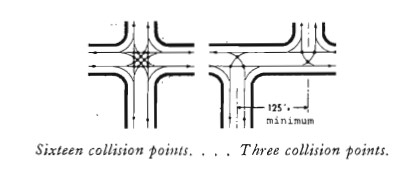 125'±
minimum
Sixteen collision points. . . . Three collision points.